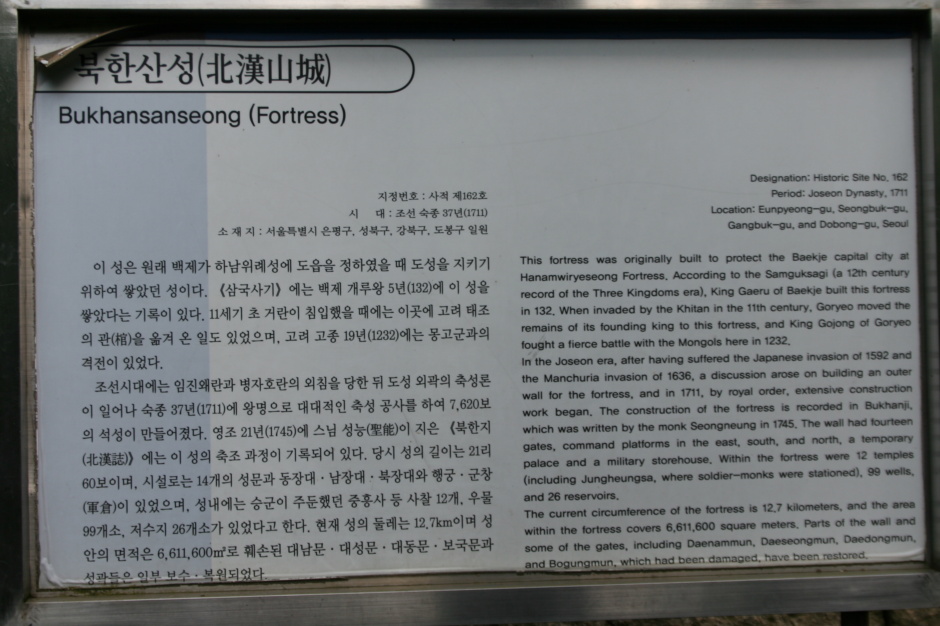 북한산성(北漢山城)
Bukhansanseong (Fortress)
지정번호 : 사적 제162호
시 대 : 조선 숙종 37년(1711)
소 재 지 : 서울특별시 은평구, 성북구, 강북구, 도봉구 일원
이 성은 원래 백제가 하남위례성에 도읍을 정하였을 때 도성을 지키기
위하여 쌓았던 성이다. 《삼국사기》에는 백제 개루왕 5년(132)에 이 성을
쌓았다는 기록이 있다. 11세기 초 거란이 침입했을 때에는 이곳에 고려 태조
의 관(棺)을 옮겨 온 일도 있었으며, 고려 고종 19년(1232)에는 몽고군과의
격전이 있었다.
조선시대에는 임진왜란과 병자호란의 외침을 당한 뒤 도성 외곽의 축성론
이 일어나 숙종 37년(1711)에 왕명으로 대대적인 축성 공사를 하여 7,620보
의 석성이 만들어졌다. 영조 21년(1745)에 스님 성능(聖能)이 지은 《북한지
(北漢誌)》에는 이 성의 축조 과정이 기록되어 있다. 당시 성의 길이는 21리
60보이며, 시설로는 14개의 성문과 동장대 · 남장대 · 북장대와 행궁 · 군창
(軍倉)이 있었으며, 성내에는 승군이 주둔했던 중흥사 등 사찰 12개, 우물
99개소, 저수지 26개소가 있었다고 한다. 현재 성의 둘레는 12.7km이며 성
안의 면적은 6,611,600㎡로 훼손된 대남문 · 대성문 · 대동문 · 보국문과
성곽들은 일부 보수 · 복원되었다.
Designation: Historic Site No. 162
Period: Joseon Dynasty, 1711
Location: Eunpyeong-gu, Seongbuk-gu,
Gangbuk-gu, and Dobong-gu, Seoul
This fortress was originally built to protect the Baekje capital city at
Hanamwiryeseong Fortress. According to the Samguksagi (a 12th century
record of the Three Kingdoms era), King Gaeru of Baekje built this fortress
in 132. When invaded by the Khitan in the 11th century, Goryeo moved the
remains of its founding king to this fortress, and King Gojong of Goryeo
fought a fierce battle with the Mongols here in 1232.
In the Joseon era, after having suffered the Japanese invasion of 1592 and
the Manchuria invasion of 1636, a discussion arose on building an outer
wall for the fortress, and in 1711, by royal order, extensive construction
work began. The construction of the fortress is recorded in Bukhanji,
which was written by the monk Seongneung in 1745. The wall had fourteen
gates, command platforms in the east, south, and north, a temporary
palace and a military storehouse. Within the fortress were 12 temples
(including Jungheungsa, where soldier-monks were stationed), 99 wells,
and 26 reservoirs.
The current circumference of the fortress is 12.7 kilometers, and the area
within the fortress covers 6,611,600 square meters. Parts of the wall and
some of the gates, including Daenammun, Daeseongmun, Daedongmun,
and Bogungmun, which had been damaged, have been restored.